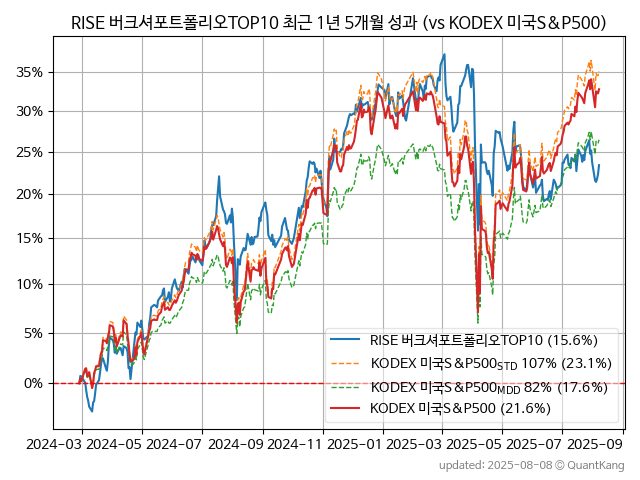 RISE 버크셔포트폴리오TOP10 최근 1년 5개월 성과 (vs KODEX 미국S&P500)
35%
30%
25%
20%
15%
10%
5%
0%
RISE 버크셔포트폴리오TOP10 (15.6%)
KODEX 미국S&P500STD 107% (23.1%)
KODEX 미국S&P500MDD 82% (17.6%)
KODEX 미국S&P500 (21.6%)
2024-03 2024-05 2024-07 2024-09 2024-11 2025-01 2025-03 2025-05 2025-07 2025-09
updated: 2025-08-08 © QuantKang